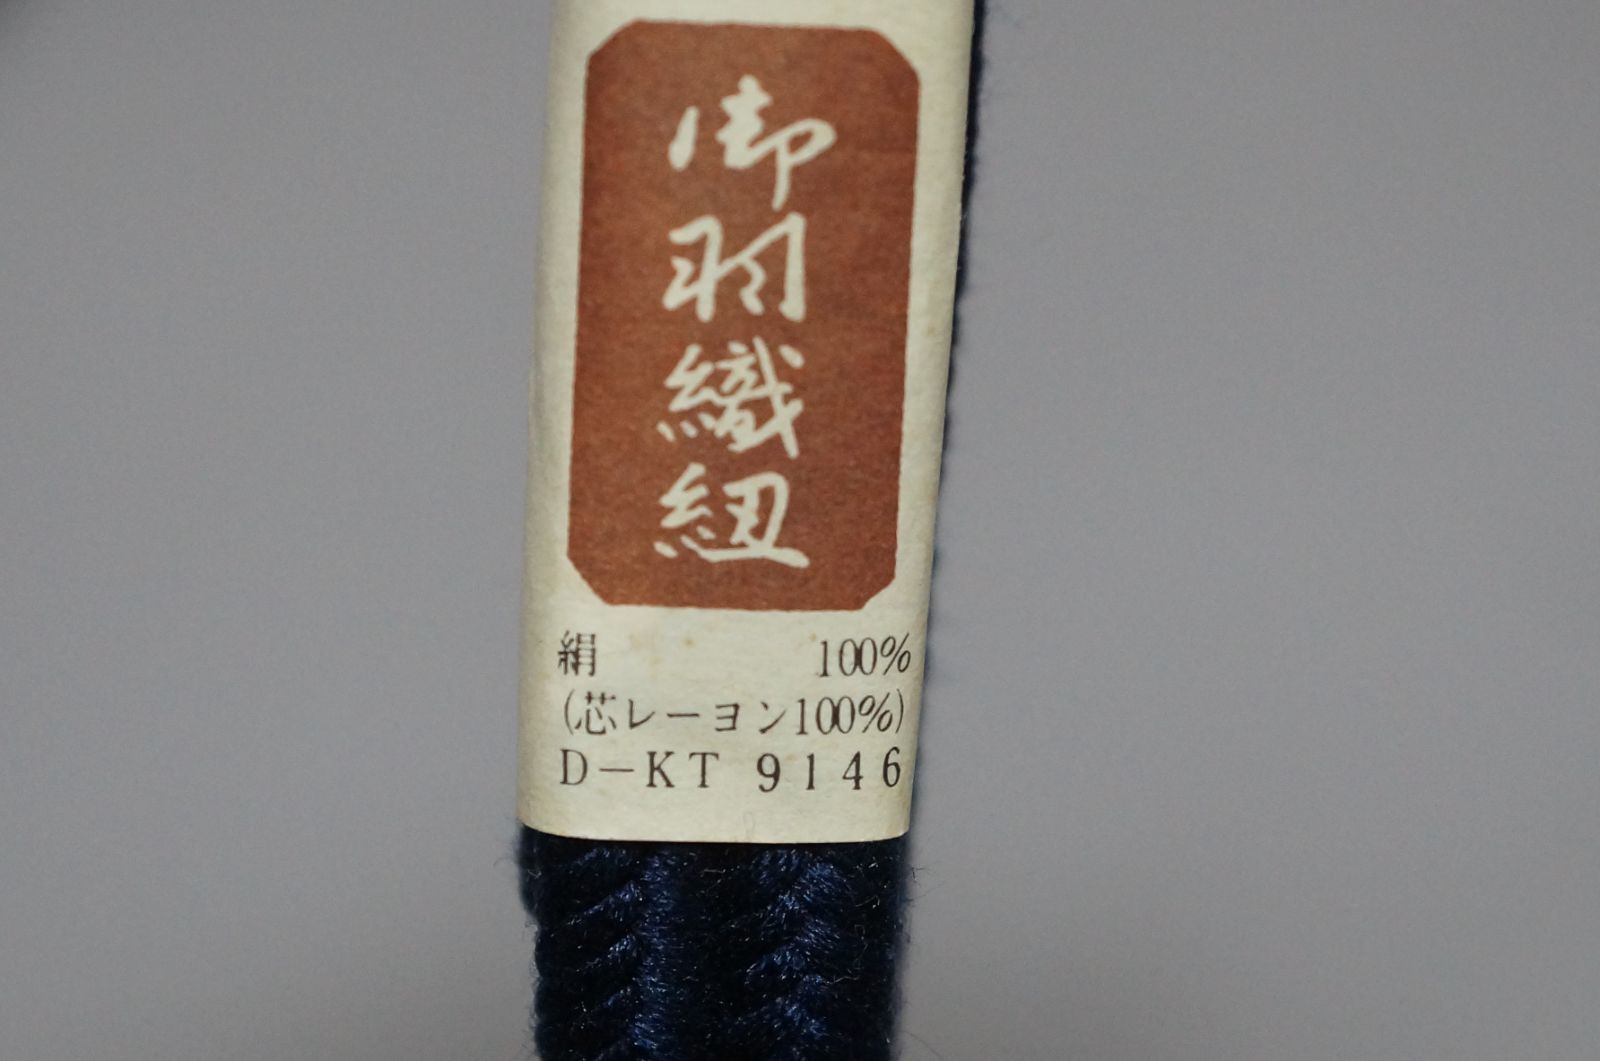 御羽織紐
絹 100%
(芯レーヨン100%)
D-KT 9146